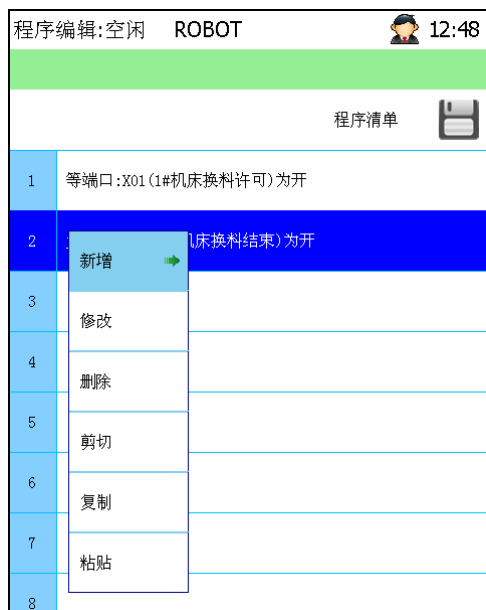 程序编辑:空闲 ROBOT 12:48
程序清单
1 等端口:X01(1#机床换料许可)为开
2 床换料结束)为开
新增
3
修改
4
删除
5
剪切
6
复制
7
粘贴
8